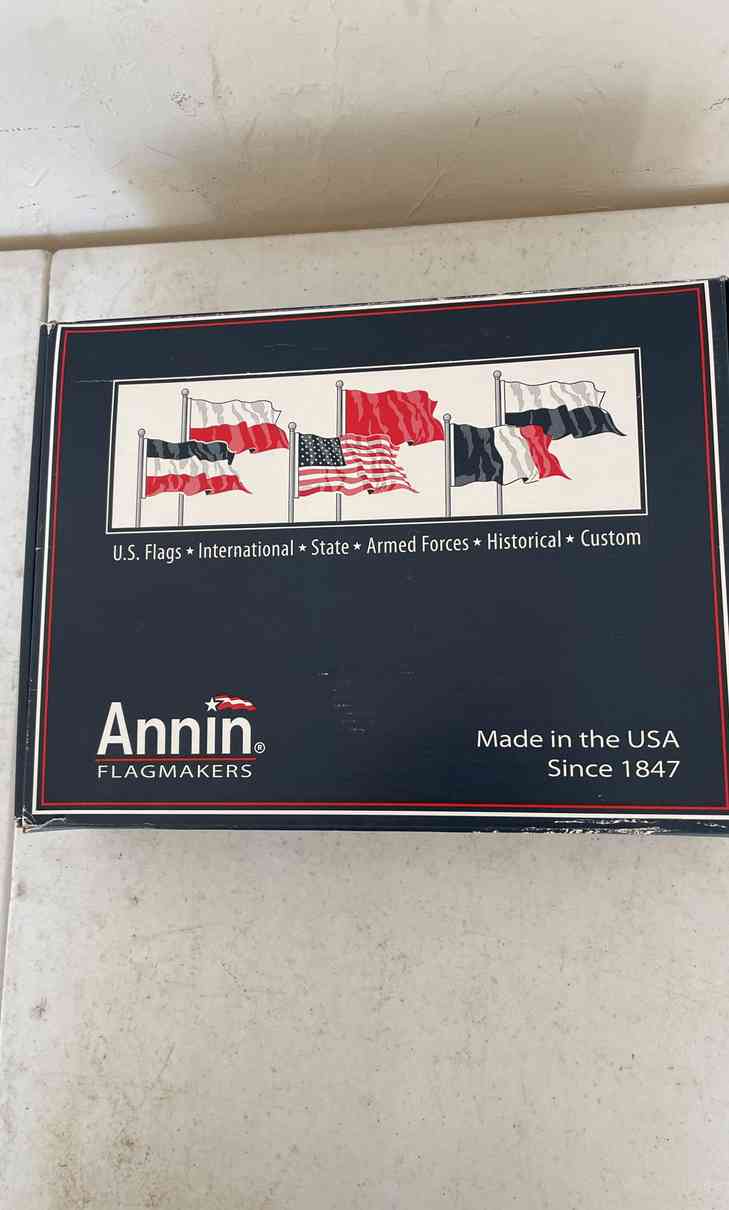 U.S. Flags ★ International ★ State ★ Armed Forces ★ Historical ★ Custom
Annin®
FLAGMAKERS
Made in the USA
Since 1847